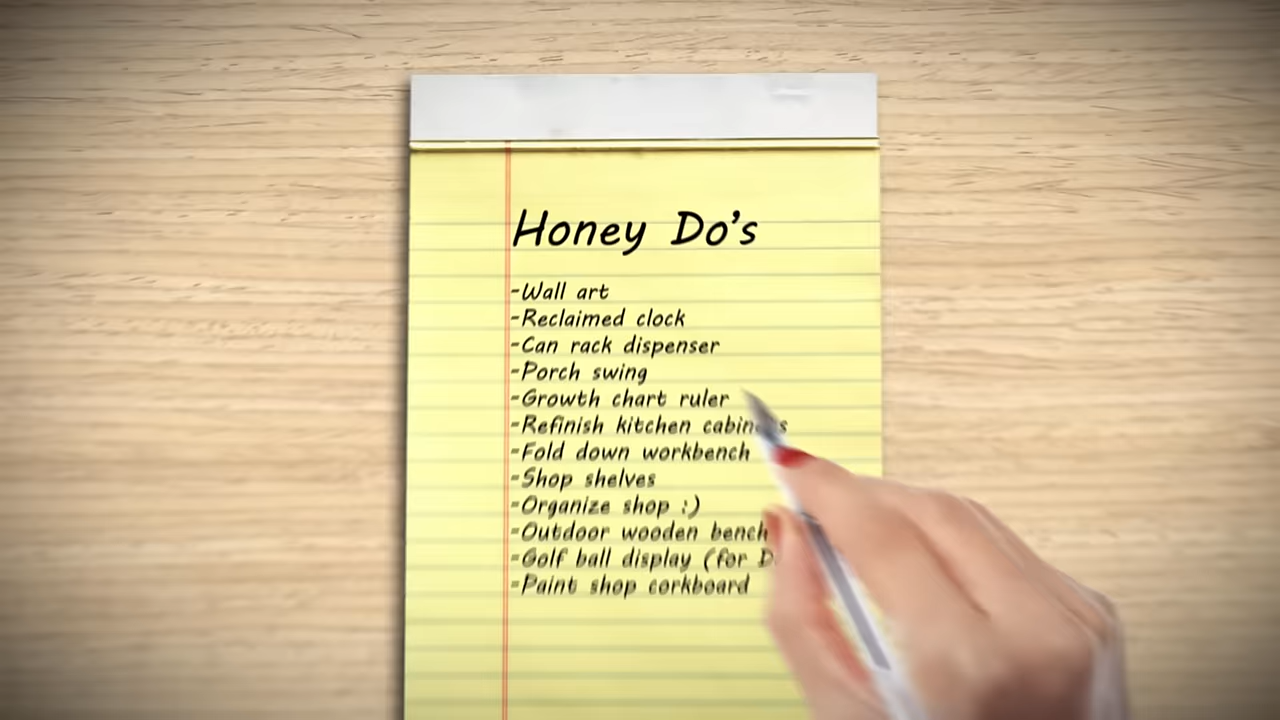 Honey Do's
-Wall art
-Reclaimed clock
-Can rack dispenser
-Porch swing
-Growth chart ruler
-Refinish kitchen
-Fold down workbench
-Shop shelves
-Organize shop :)
-Outdoor wooden bench
-Golf ball display (for
-Paint shop corkboard